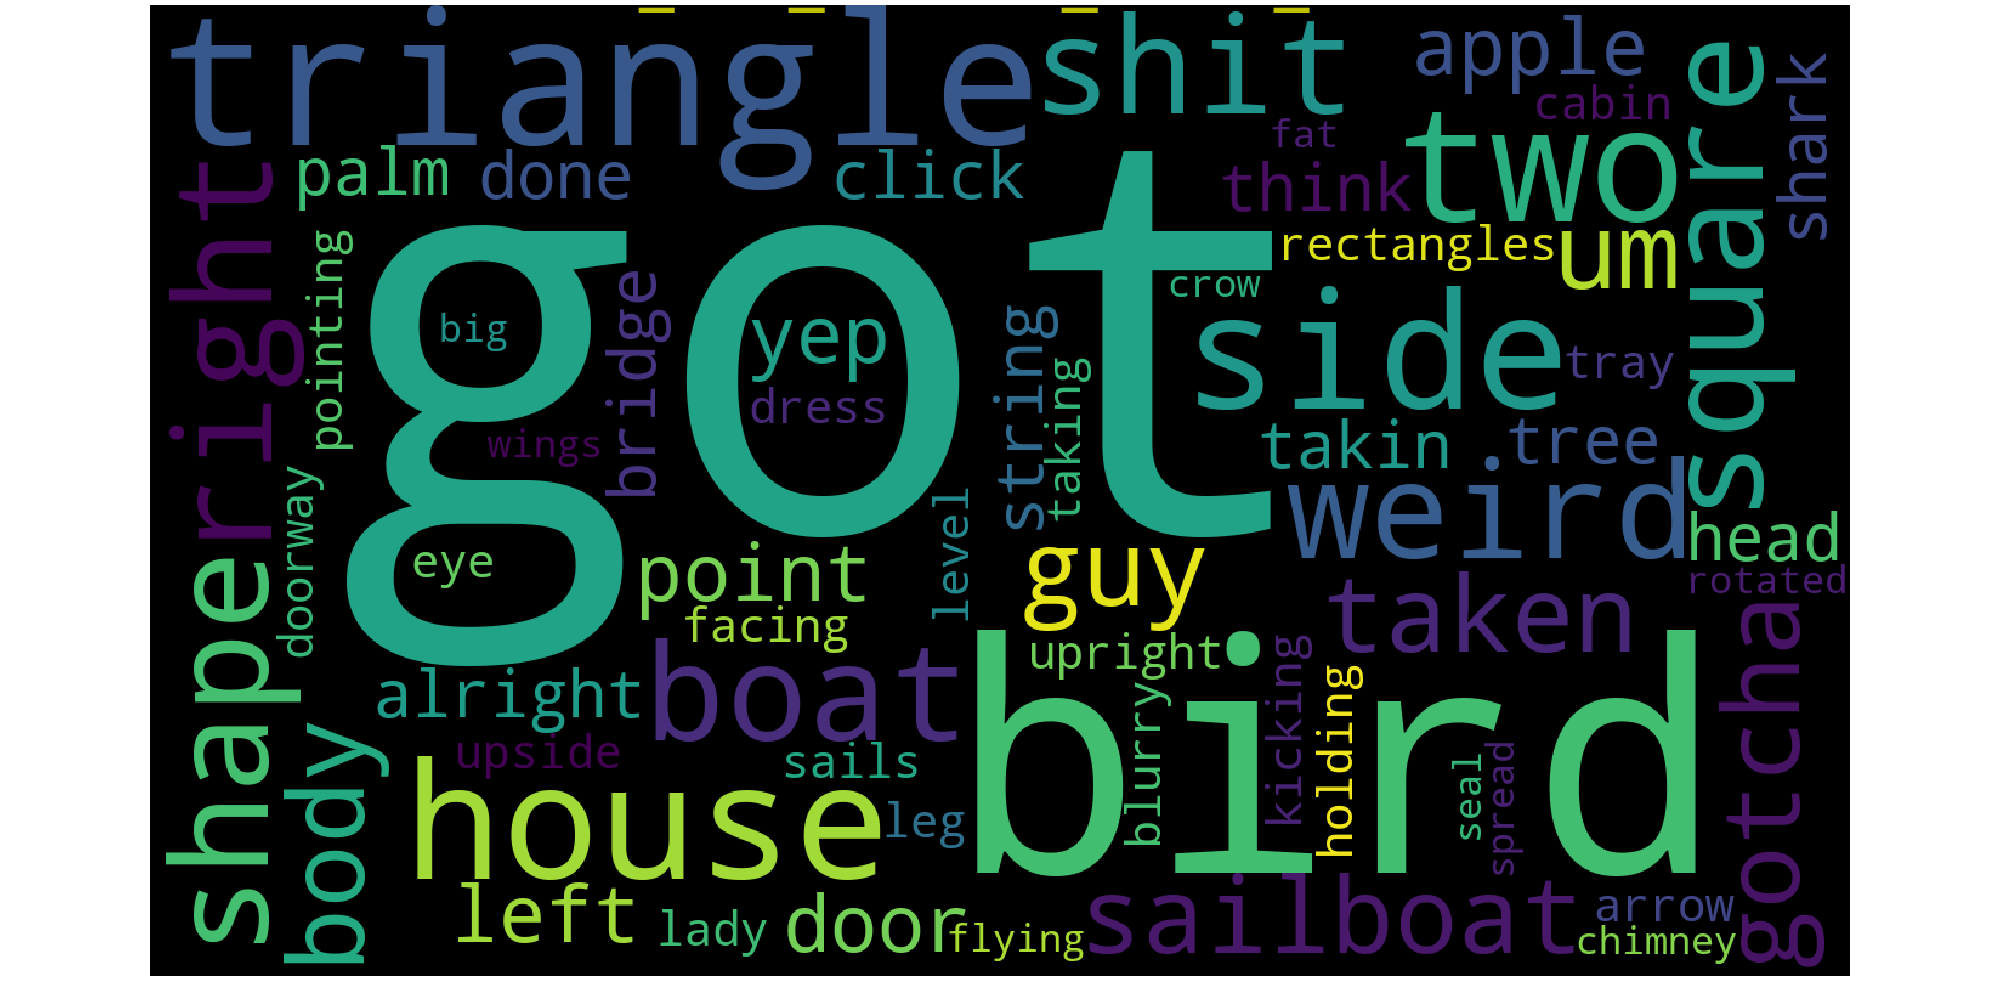 triangle
shit
apple
cabin
shark
square
two
fat
think
palm
done
click
right
got
rectangles
um
crow
pointing
bridge
big
yep
dress
string
taking
side
tray
wings
takin
tree
weird
doorway
level
eye
point
facing
guy
head
rotated
shape
taken
alright
boat
upright
bird
gotcha
body
upside
sails
blurry
kicking
holding
seal
spread
house
leg
left
lady
door
flying
sailboat
arrow
chimney